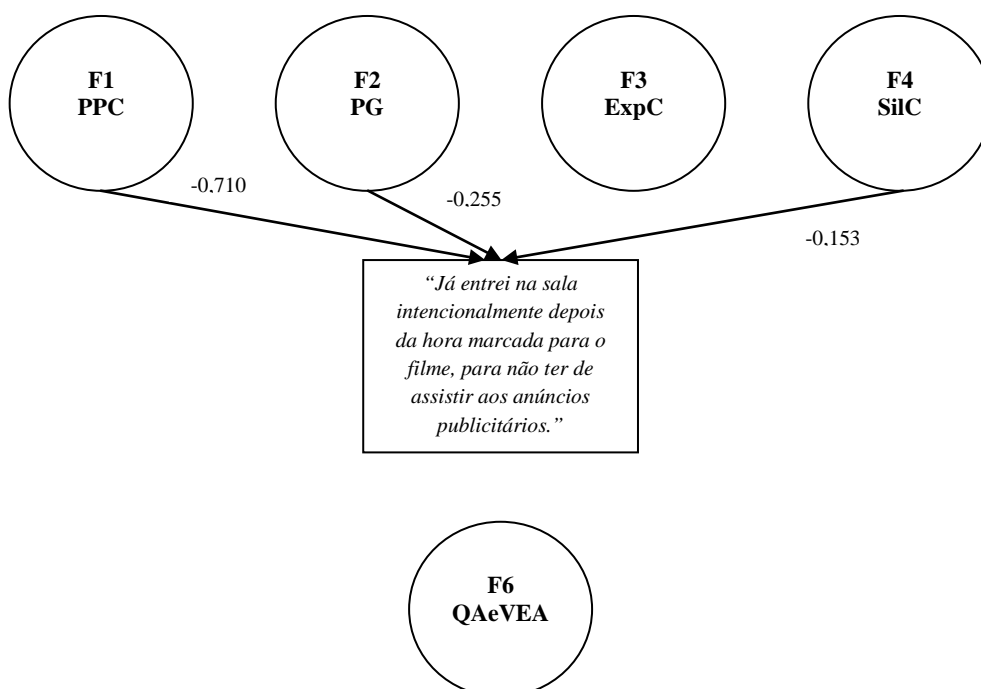 F1
PPC
F2
PG
F3
ExpC
F4
SilC
-0,710
-0,255
-0,153
“Já entrei na sala
intencionalmente depois
da hora marcada para o
filme, para não ter de
assistir aos anúncios
publicitários.”
F6
QAeVEA